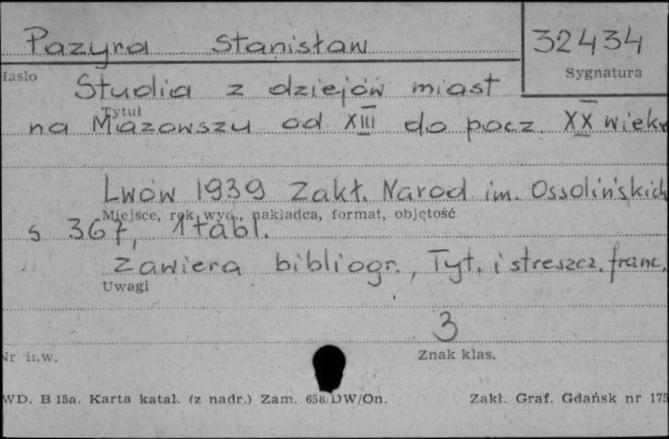 Pazyra Stanisław
32434
Hasło
Sygnatura
Studia z dziejów miast
Tytuł
na Mazowszu od XIII do pocz. XX wieku
Lwów 1939 Zakł. Narod im. Ossolińskich
Miejsce, rok wyd., nakładca, format, objętość
s 367, 1 tabl.
Zawiera bibliogr., Tyt. i streszcz. franc.
Uwagi
3
Nr inw.
Znak klas.
WD. B 15a. Karta katal. (z nadr.) Zam. 658/DW/On.
Zakł. Graf. Gdańsk nr 175